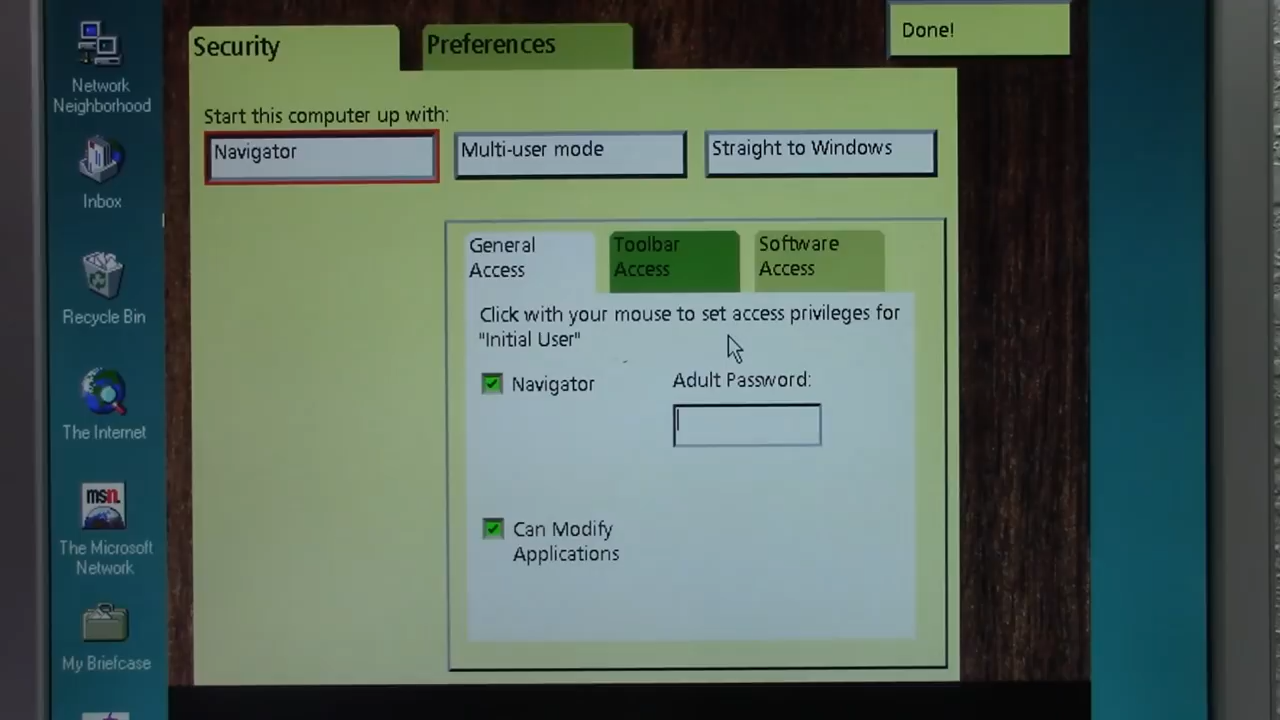 Network
Neighborhood
Inbox
Recycle Bin
The Internet
msn.
The Microsoft
Network
My Briefcase
Security
Preferences
Done!
Start this computer up with:
Navigator
Multi-user mode
Straight to Windows
General
Access
Toolbar
Access
Software
Access
Click with your mouse to set access privileges for
"Initial User"
Navigator
Adult Password:
Can Modify
Applications